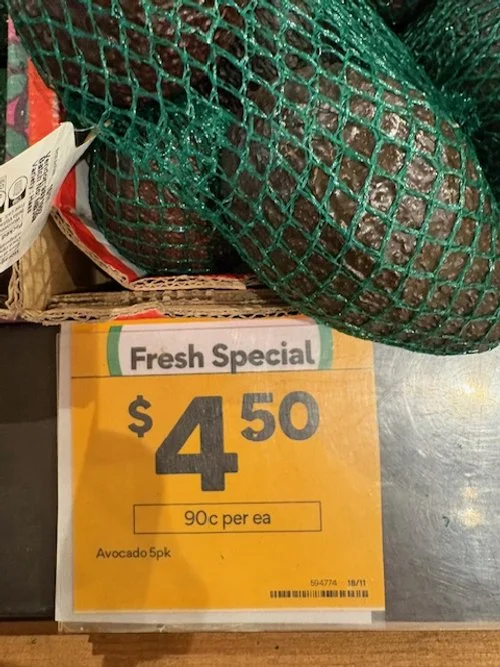 Fresh Special
$4.50
90c per ea
Avocado 5pk
594774 18/11